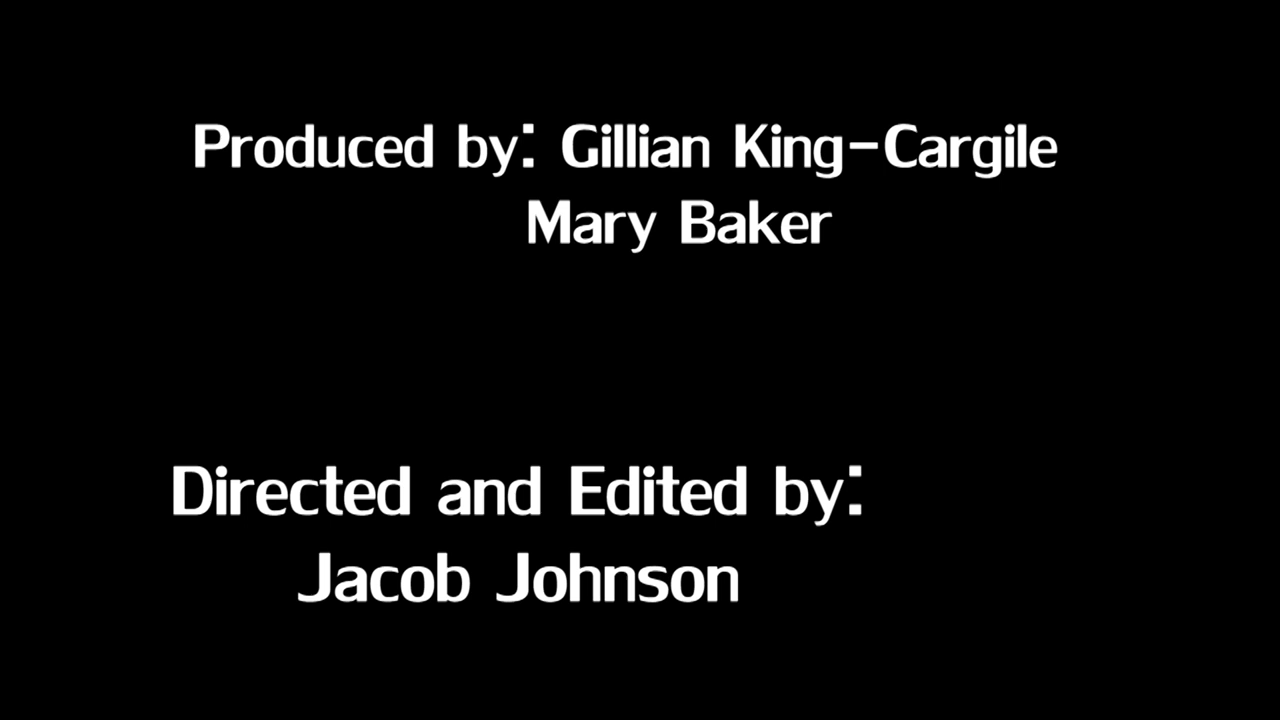 Produced by: Gillian King-Cargile
Mary Baker
Directed and Edited by:
Jacob Johnson